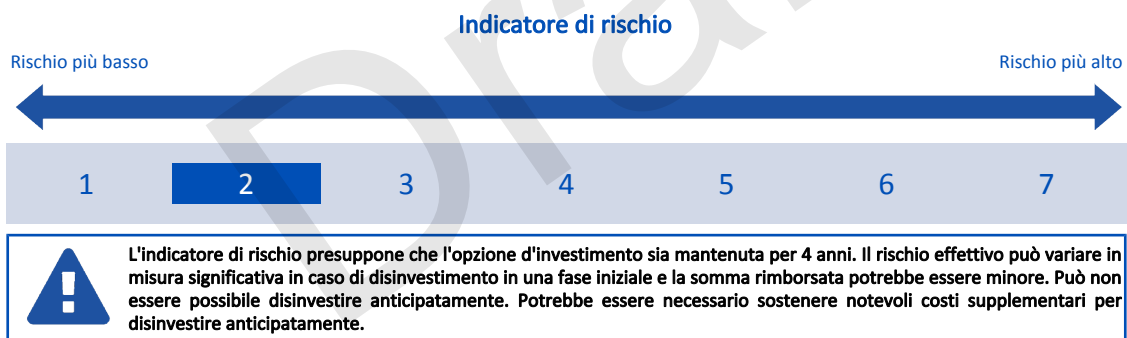 Indicatore di rischio
Rischio più basso
Rischio più alto
1 2 3 4 5 6 7
L'indicatore di rischio presuppone che l'opzione d'investimento sia mantenuta per 4 anni. Il rischio effettivo può variare in
misura significativa in caso di disinvestimento in una fase iniziale e la somma rimborsata potrebbe essere minore. Può non
essere possibile disinvestire anticipatamente. Potrebbe essere necessario sostenere notevoli costi supplementari per
disinvestire anticipatamente.